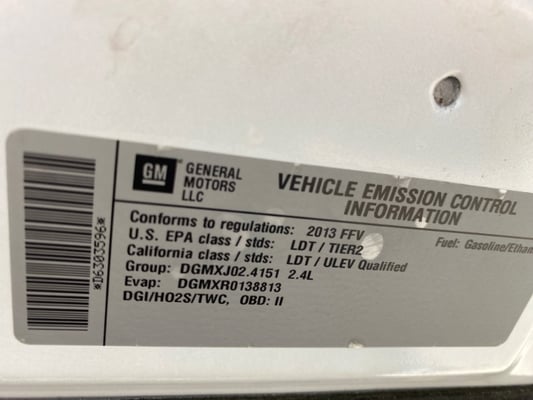 GM GENERAL
MOTORS
LLC
VEHICLE EMISSION CONTROL
INFORMATION
Conforms to regulations: 2013 FFV
Fuel: Gasoline/Ethan
U.S. EPA class / stds: LDT / TIER2
California class / stds: LDT / ULEV Qualified
Group: DGMXJ02.4151 2.4L
Evap: DGMXR0138813
DGI/HO2S/TWC, OBD: II
*D6303596*